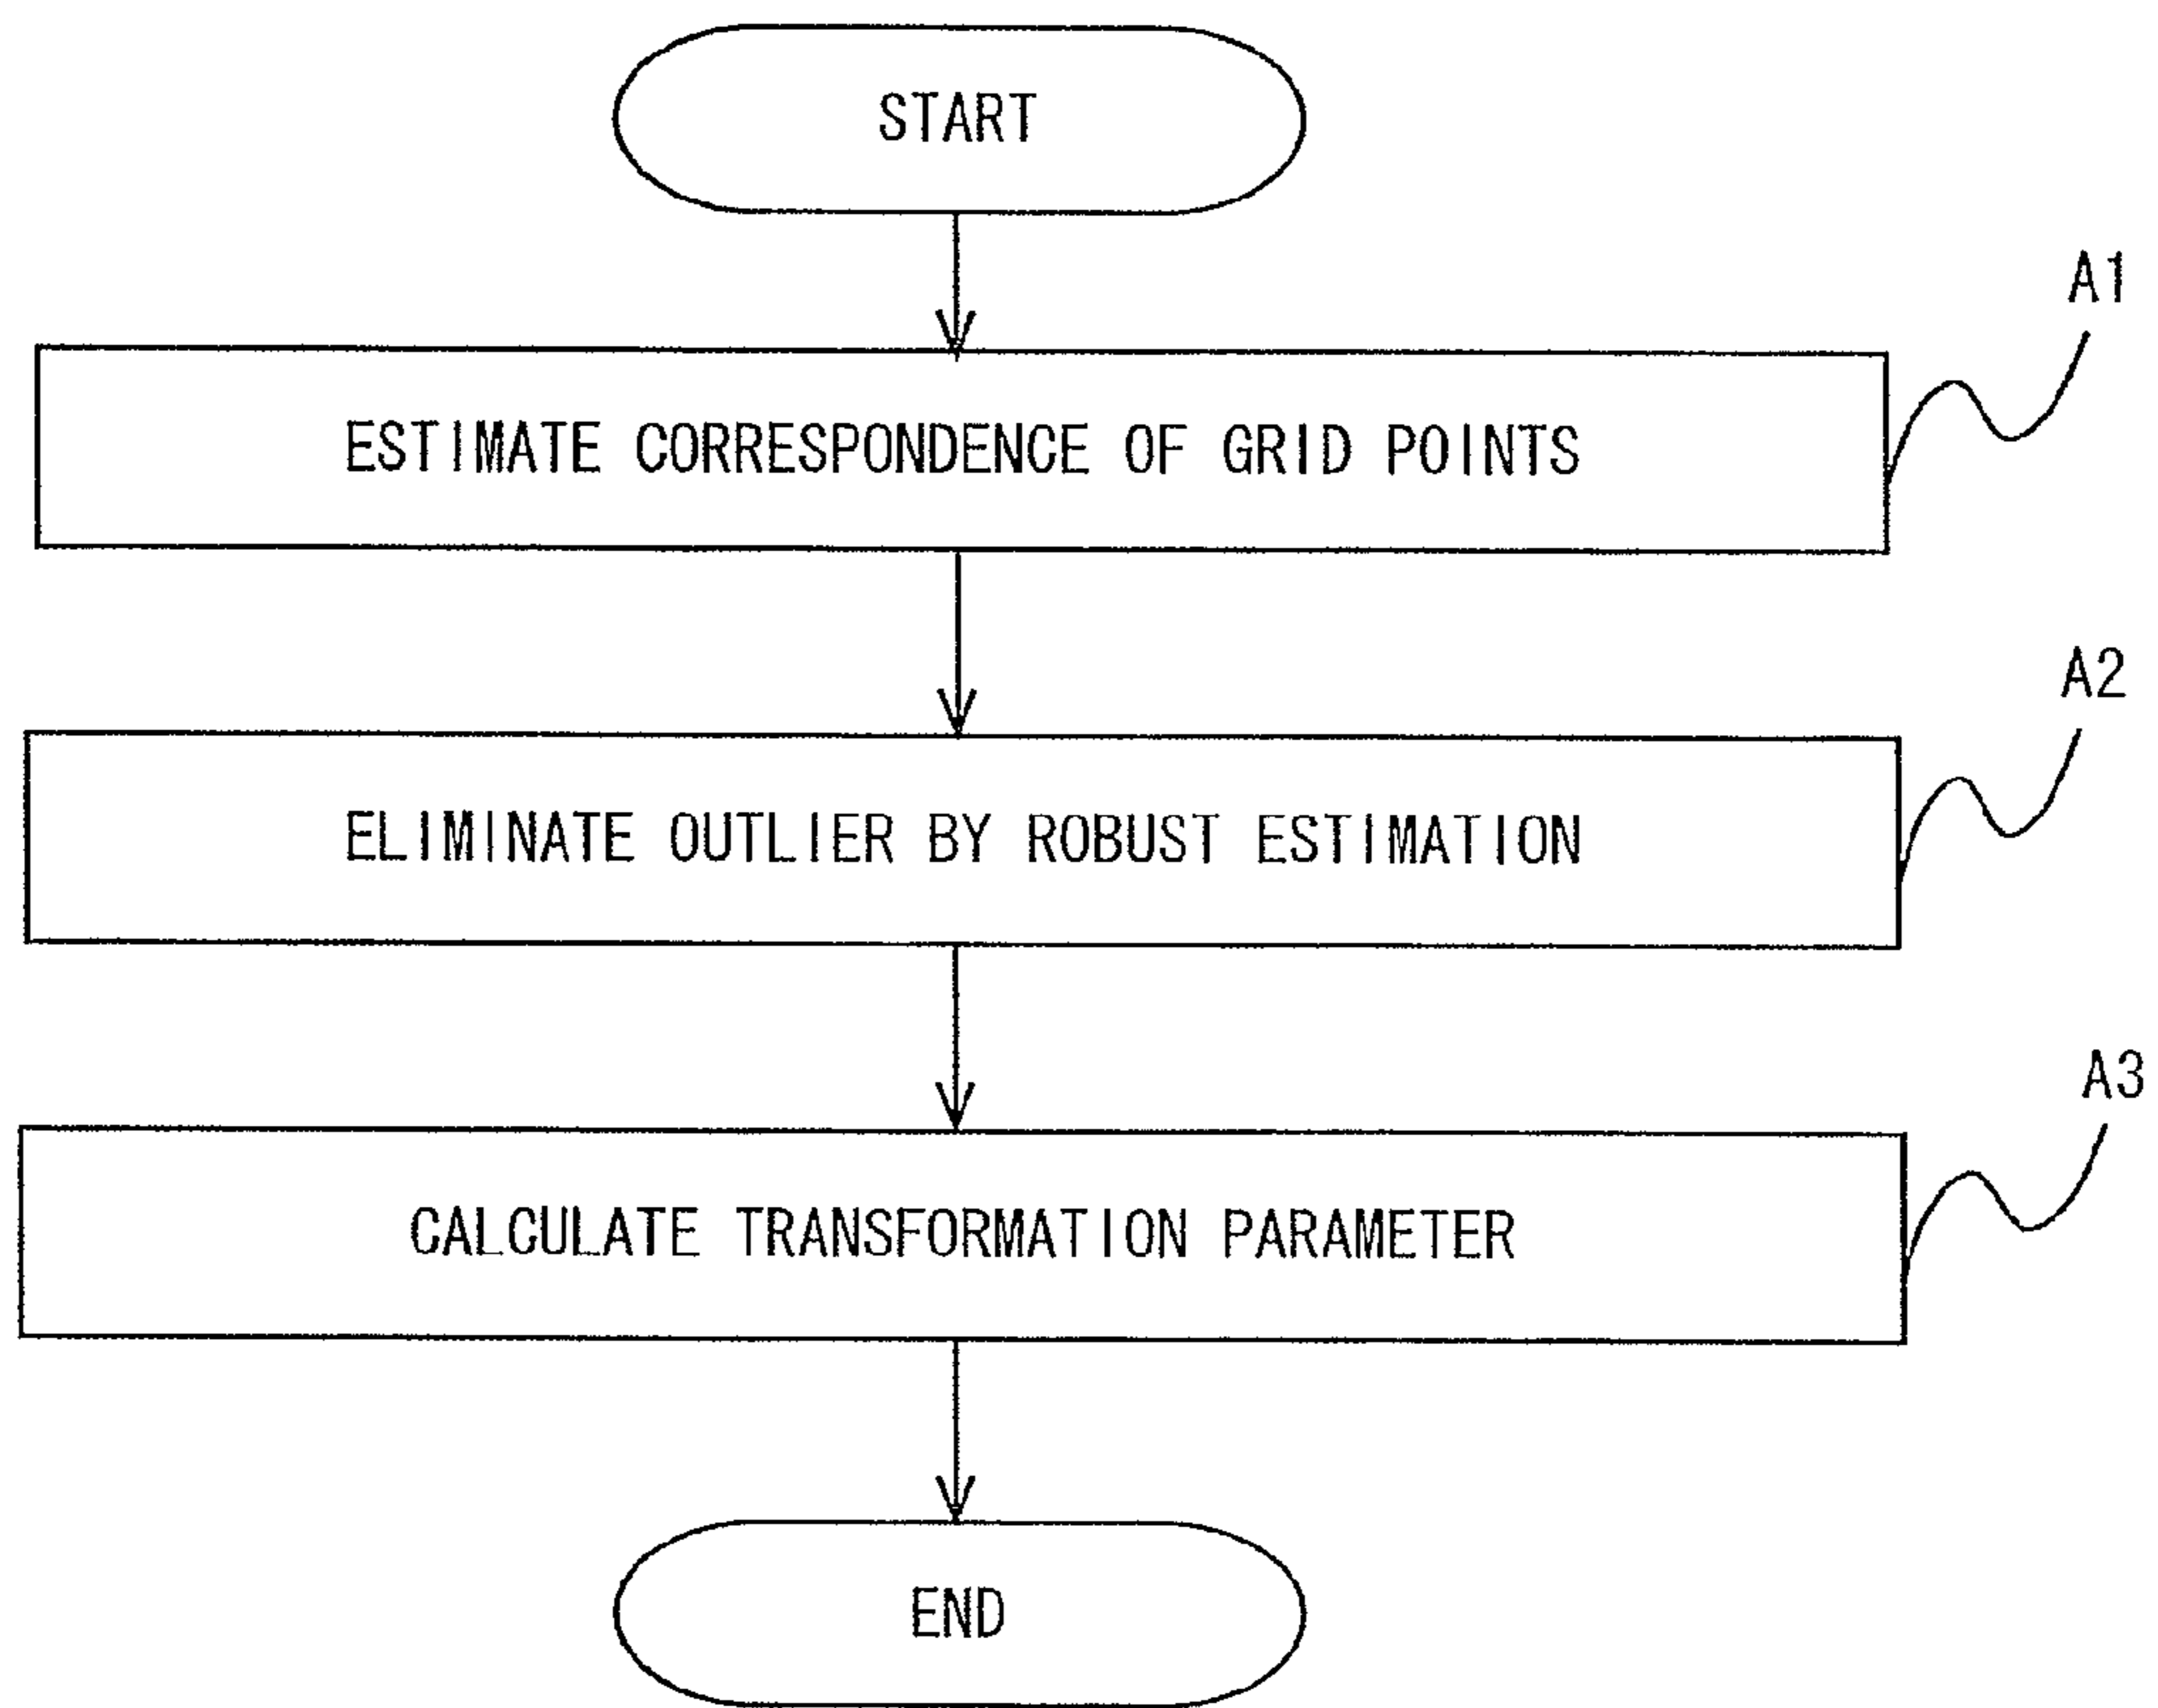 START
A1
ESTIMATE CORRESPONDENCE OF GRID POINTS
A2
ELIMINATE OUTLIER BY ROBUST ESTIMATION
A3
CALCULATE TRANSFORMATION PARAMETER
END